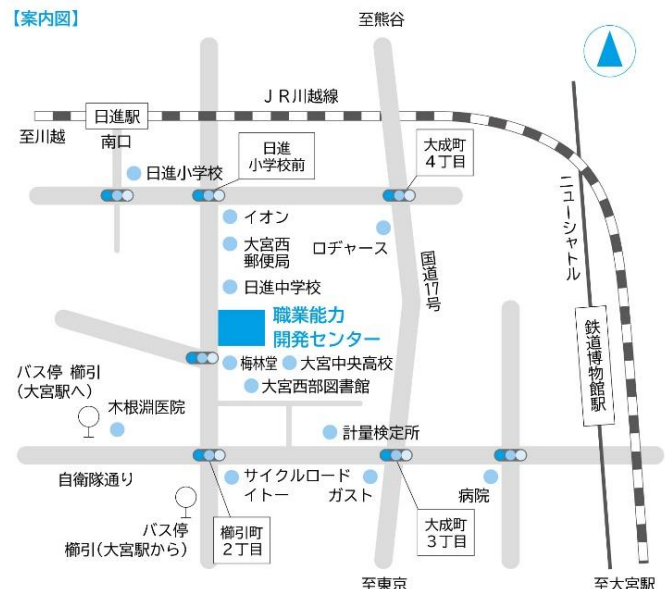 【案内図】
至熊谷
JR川越線
日進駅
至川越
南口
日進
小学校前
大成町
4丁目
日進小学校
イオン
大宮西
郵便局
ロヂャース
日進中学校
国道17号
ニューシャトル
職業能力
開発センター
鉄道博物館駅
梅林堂
大宮中央高校
大宮西部図書館
バス停 櫛引
(大宮駅へ)
木根淵医院
計量検定所
自衛隊通り
サイクルロード
イトー
ガスト
病院
バス停
櫛引(大宮駅から)
櫛引町
2丁目
大成町
3丁目
至東京
至大宮駅